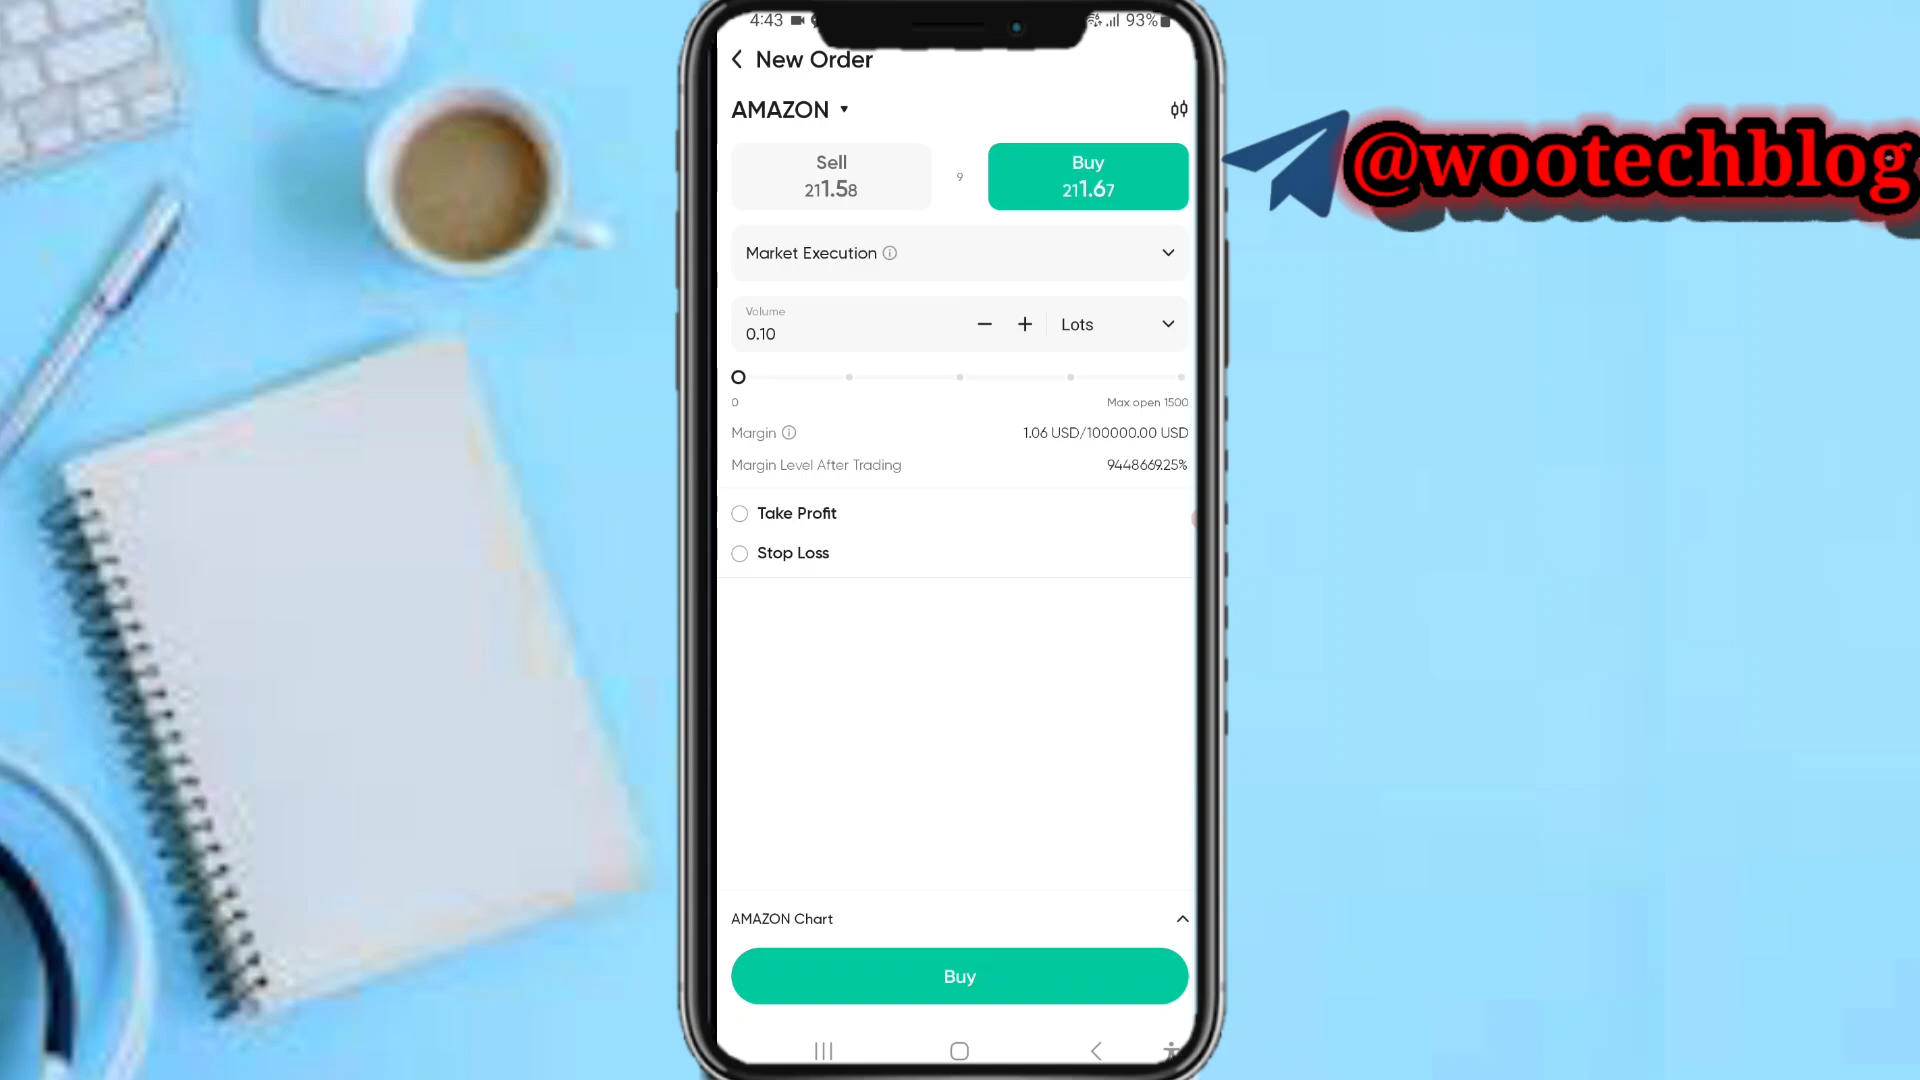 4:43 93%
New Order
AMAZON
Sell
211.58
9
Buy
211.67
Market Execution
Volume
0.10
Lots
0
Max open 1500
Margin
1.06 USD/100000.00 USD
Margin Level After Trading
9448669.25%
Take Profit
Stop Loss
AMAZON Chart
Buy
@wootechblog